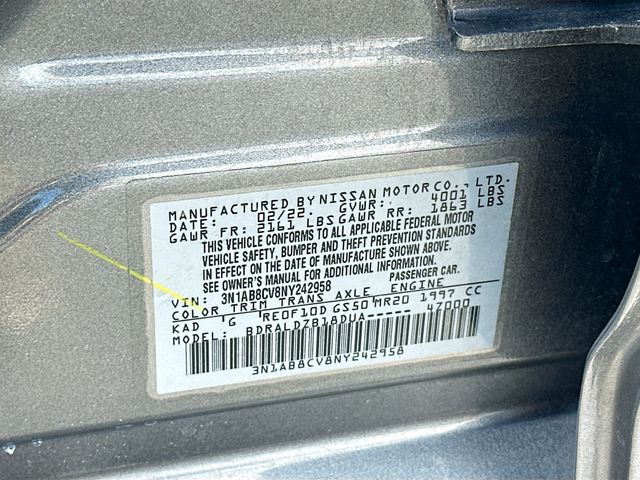 MANUFACTURED BY NISSAN MOTOR CO., LTD.
DATE: 02/22 GVWR: 4001 LBS
GAWR FR: 2161 LBS GAWR RR: 1863 LBS
THIS VEHICLE CONFORMS TO ALL APPLICABLE FEDERAL MOTOR
VEHICLE SAFETY, BUMPER AND THEFT PREVENTION STANDARDS
IN EFFECT ON THE DATE OF MANUFACTURE SHOWN ABOVE.
SEE OWNER'S MANUAL FOR ADDITIONAL INFORMATION.
VIN: 3N1AB8CV8NY242958 PASSENGER CAR.
COLOR TRIM TRANS AXLE ENGINE
KAD G RE0F10D GS50 MR20 1997 CC
MODEL: BDRALDZB18DUA----- 47000
3N1AB8CV8NY242958